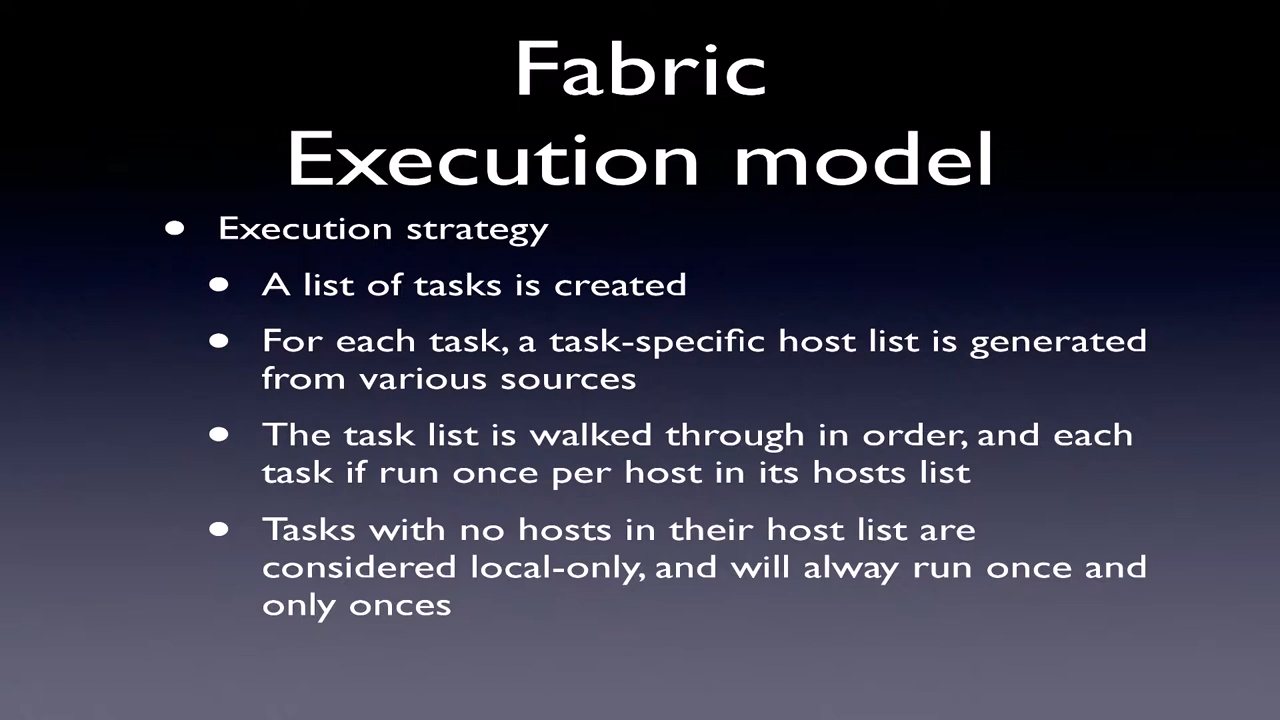 Fabric
Execution model
Execution strategy
A list of tasks is created
For each task, a task-specific host list is generated
from various sources
The task list is walked through in order, and each
task if run once per host in its hosts list
Tasks with no hosts in their host list are
considered local-only, and will alway run once and
only onces